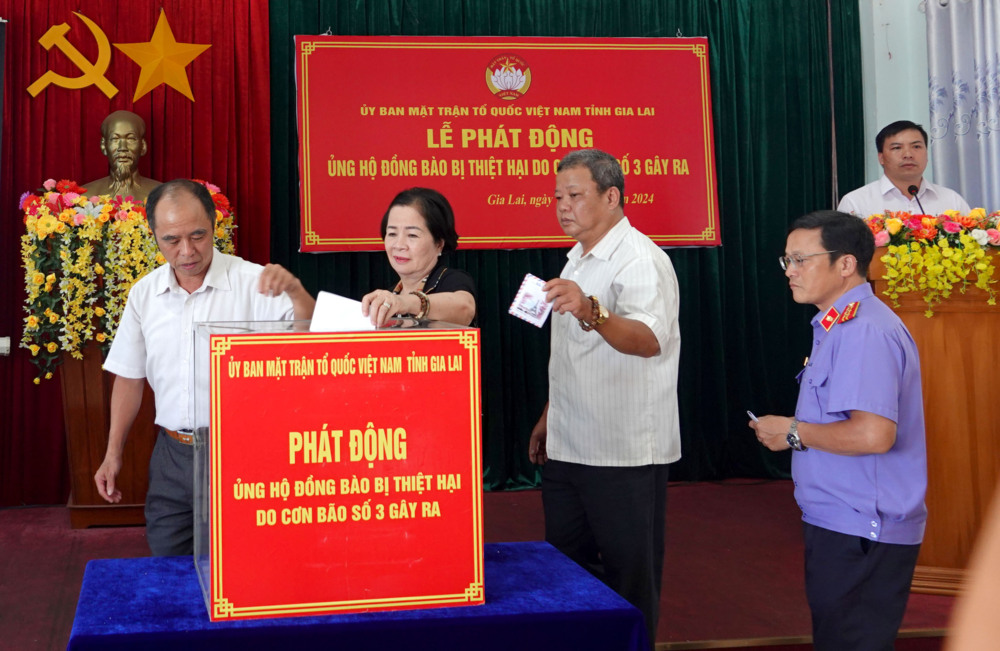 ỦY BAN MẶT TRẬN TỔ QUỐC VIỆT NAM TỈNH GIA LAI
LỄ PHÁT ĐỘNG
ỦNG HỘ ĐỒNG BÀO BỊ THIỆT HẠI DO SỐ 3 GÂY RA
Gia Lai, 2024
ỦY BAN MẶT TRẬN TỔ QUỐC VIỆT NAM TỈNH GIA LAI
PHÁT ĐỘNG
ỦNG HỘ ĐỒNG BÀO BỊ THIỆT HẠI
DO CƠN BÃO SỐ 3 GÂY RA